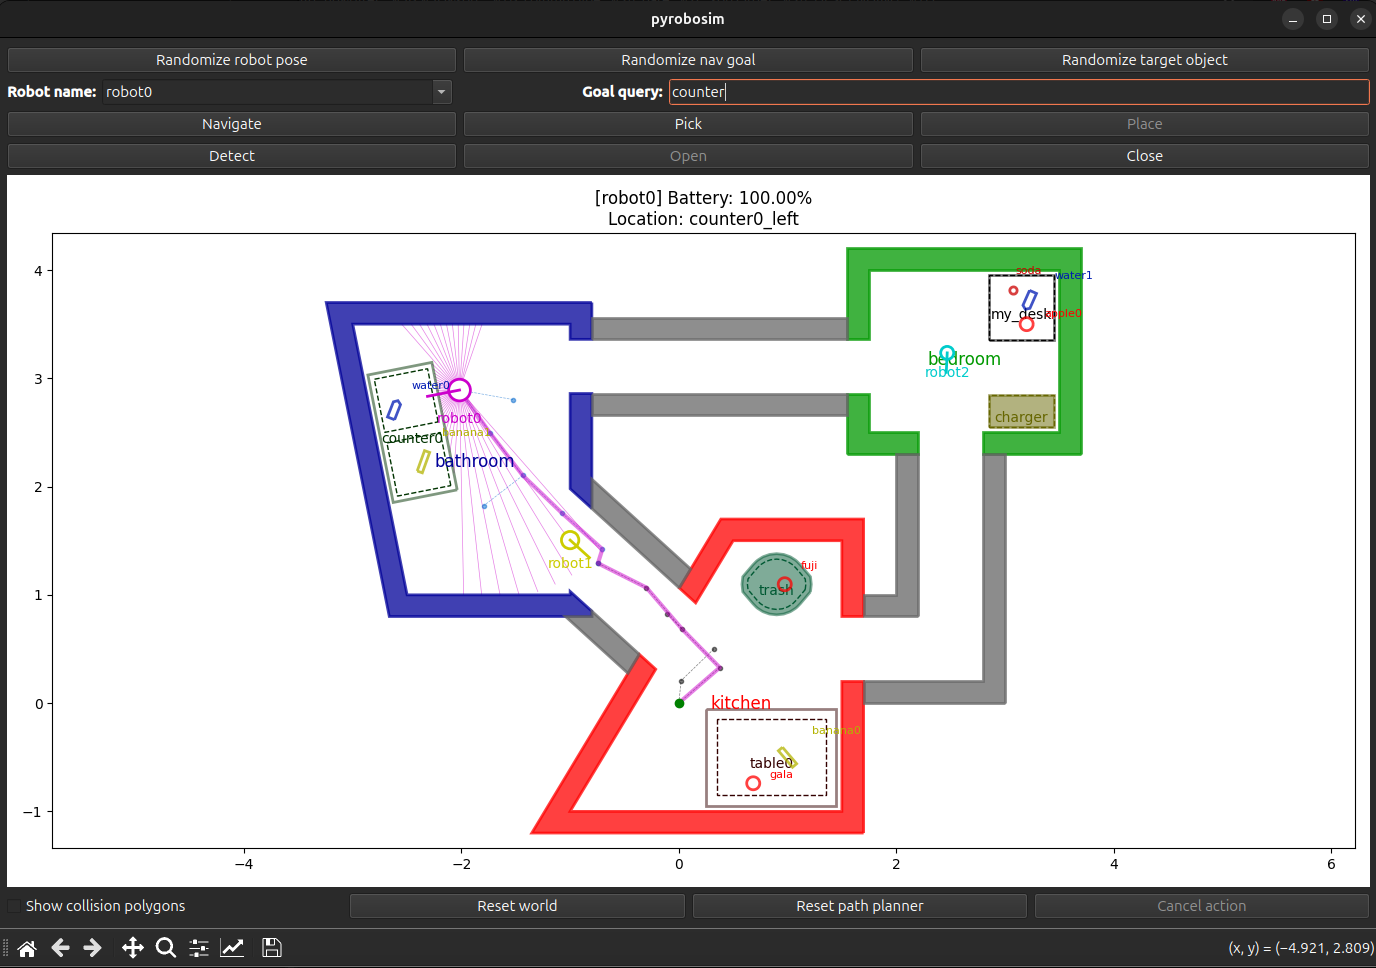 pyrobosim
Randomize robot pose
Randomize nav goal
Randomize target object
Robot name: robot0
Goal query: counter
Navigate
Pick
Place
Detect
Open
Close
[robot0] Battery: 100.00%
Location: counter0_left
4
3
2
1
0
−1
−4
−2
0
2
4
6
soda
water1
my_desk
apple0
bedroom
robot2
charger
water0
robot0
banana1
counter0
bathroom
robot1
fuji
trash
kitchen
banana0
table0
gala
Show collision polygons
Reset world
Reset path planner
Cancel action
(x, y) = (−4.921, 2.809)